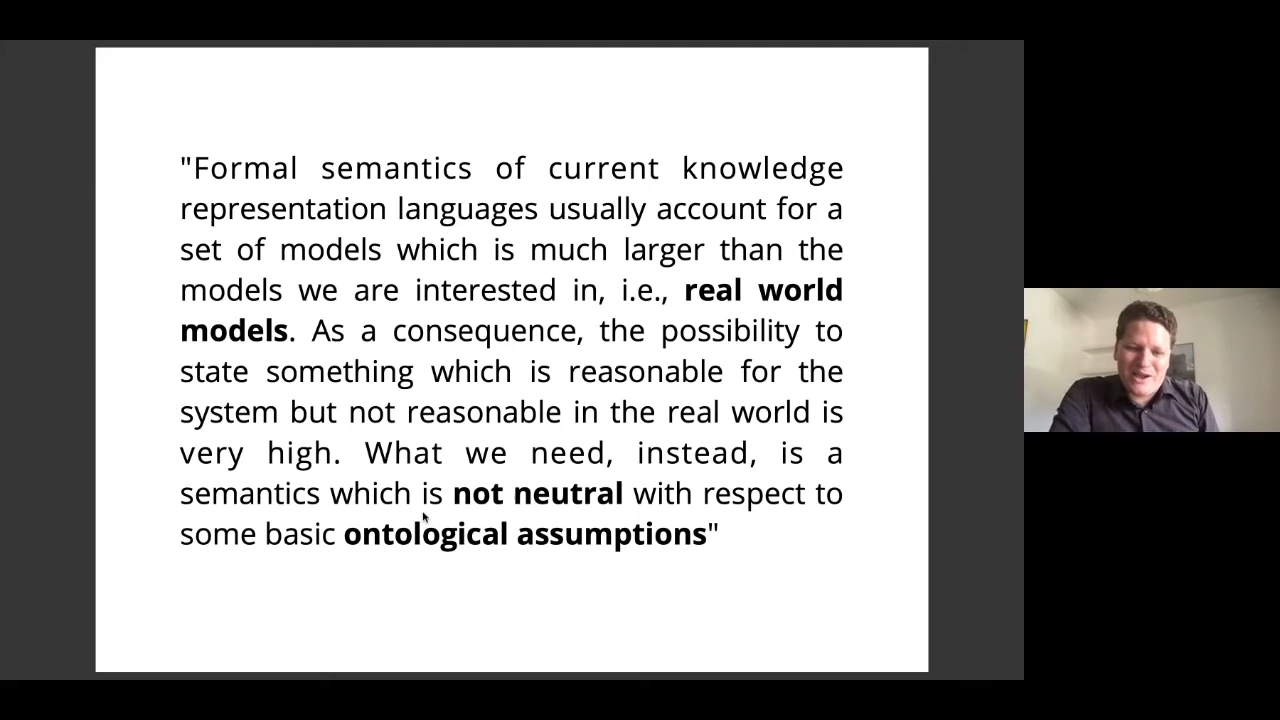 "Formal semantics of current knowledge
representation languages usually account for a
set of models which is much larger than the
models we are interested in, i.e., real world
models. As a consequence, the possibility to
state something which is reasonable for the
system but not reasonable in the real world is
very high. What we need, instead, is a
semantics which is not neutral with respect to
some basic ontological assumptions"